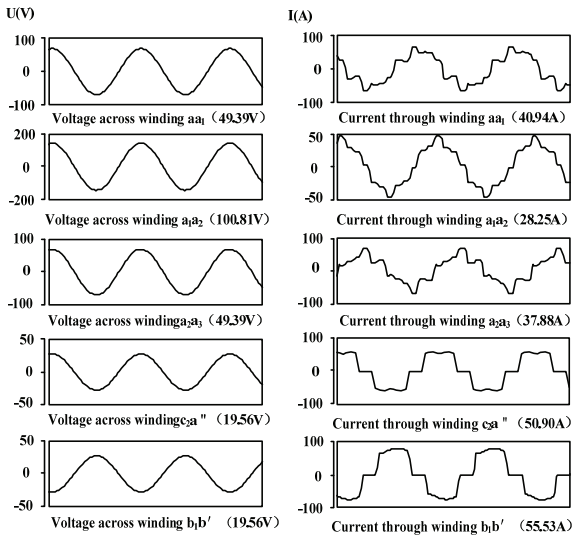 U(V)
100
0
-100
Voltage across winding aa₁（49.39V）
200
0
-200
Voltage across winding a₁a₂（100.81V）
100
0
-100
Voltage across windinga₂a₃（49.39V）
50
0
-50
Voltage across windingc₂a "（19.56V）
50
0
-50
Voltage across winding b₁b′（19.56V）
I(A)
100
0
-100
Current through winding aa₁（40.94A）
50
0
-50
Current through winding a₁a₂（28.25A）
100
0
-100
Current through winding a₂a₃（37.88A）
100
0
-100
Current through winding c₂a "（50.90A）
100
0
-100
Current through winding b₁b′（55.53A）